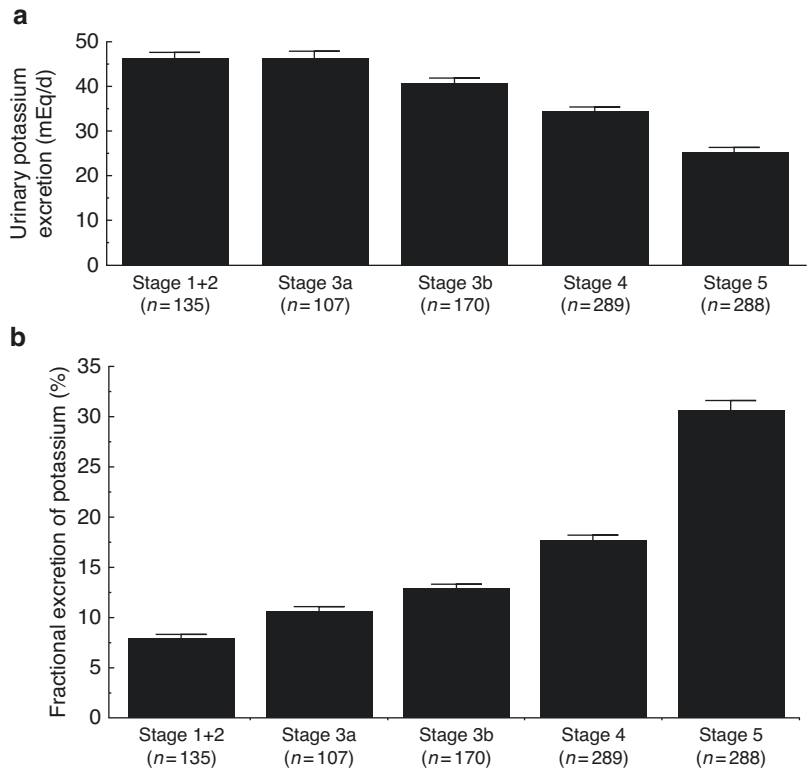 a
Urinary potassium
excretion (mEq/d)
50
40
30
20
10
0
Stage 1+2 Stage 3a Stage 3b Stage 4 Stage 5
(n=135) (n=107) (n=170) (n=289) (n=288)
b
Fractional excretion of potassium (%)
35
30
25
20
15
10
5
0
Stage 1+2 Stage 3a Stage 3b Stage 4 Stage 5
(n=135) (n=107) (n=170) (n=289) (n=288)